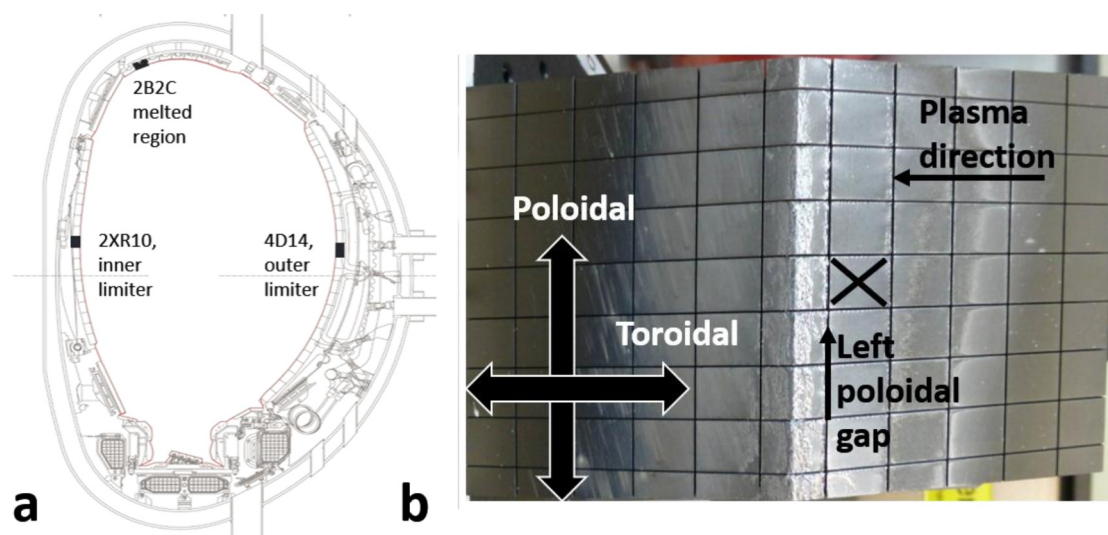 2B2C
melted
region
2XR10,
inner
limiter
4D14,
outer
limiter
a
b
Plasma
direction
Poloidal
Toroidal
Left
poloidal
gap